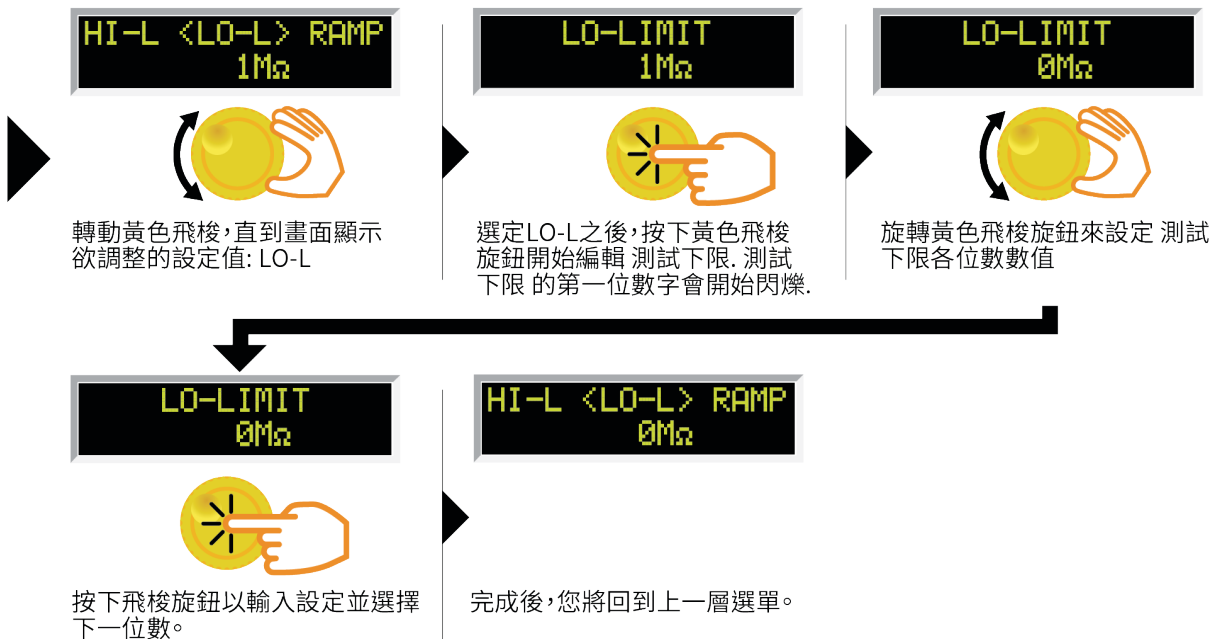 HI-L <LO-L> RAMP
1MΩ
轉動黃色飛梭,直到畫面顯示
欲調整的設定值: LO-L
LO-LIMIT
1MΩ
選定LO-L之後,按下黃色飛梭
旋鈕開始編輯 測試下限. 測試
下限 的第一位數字會開始閃爍.
LO-LIMIT
0MΩ
旋轉黃色飛梭旋鈕來設定 測試
下限各位數數值
LO-LIMIT
0MΩ
按下飛梭旋鈕以輸入設定並選擇
下一位數。
HI-L <LO-L> RAMP
0MΩ
完成後,您將回到上一層選單。